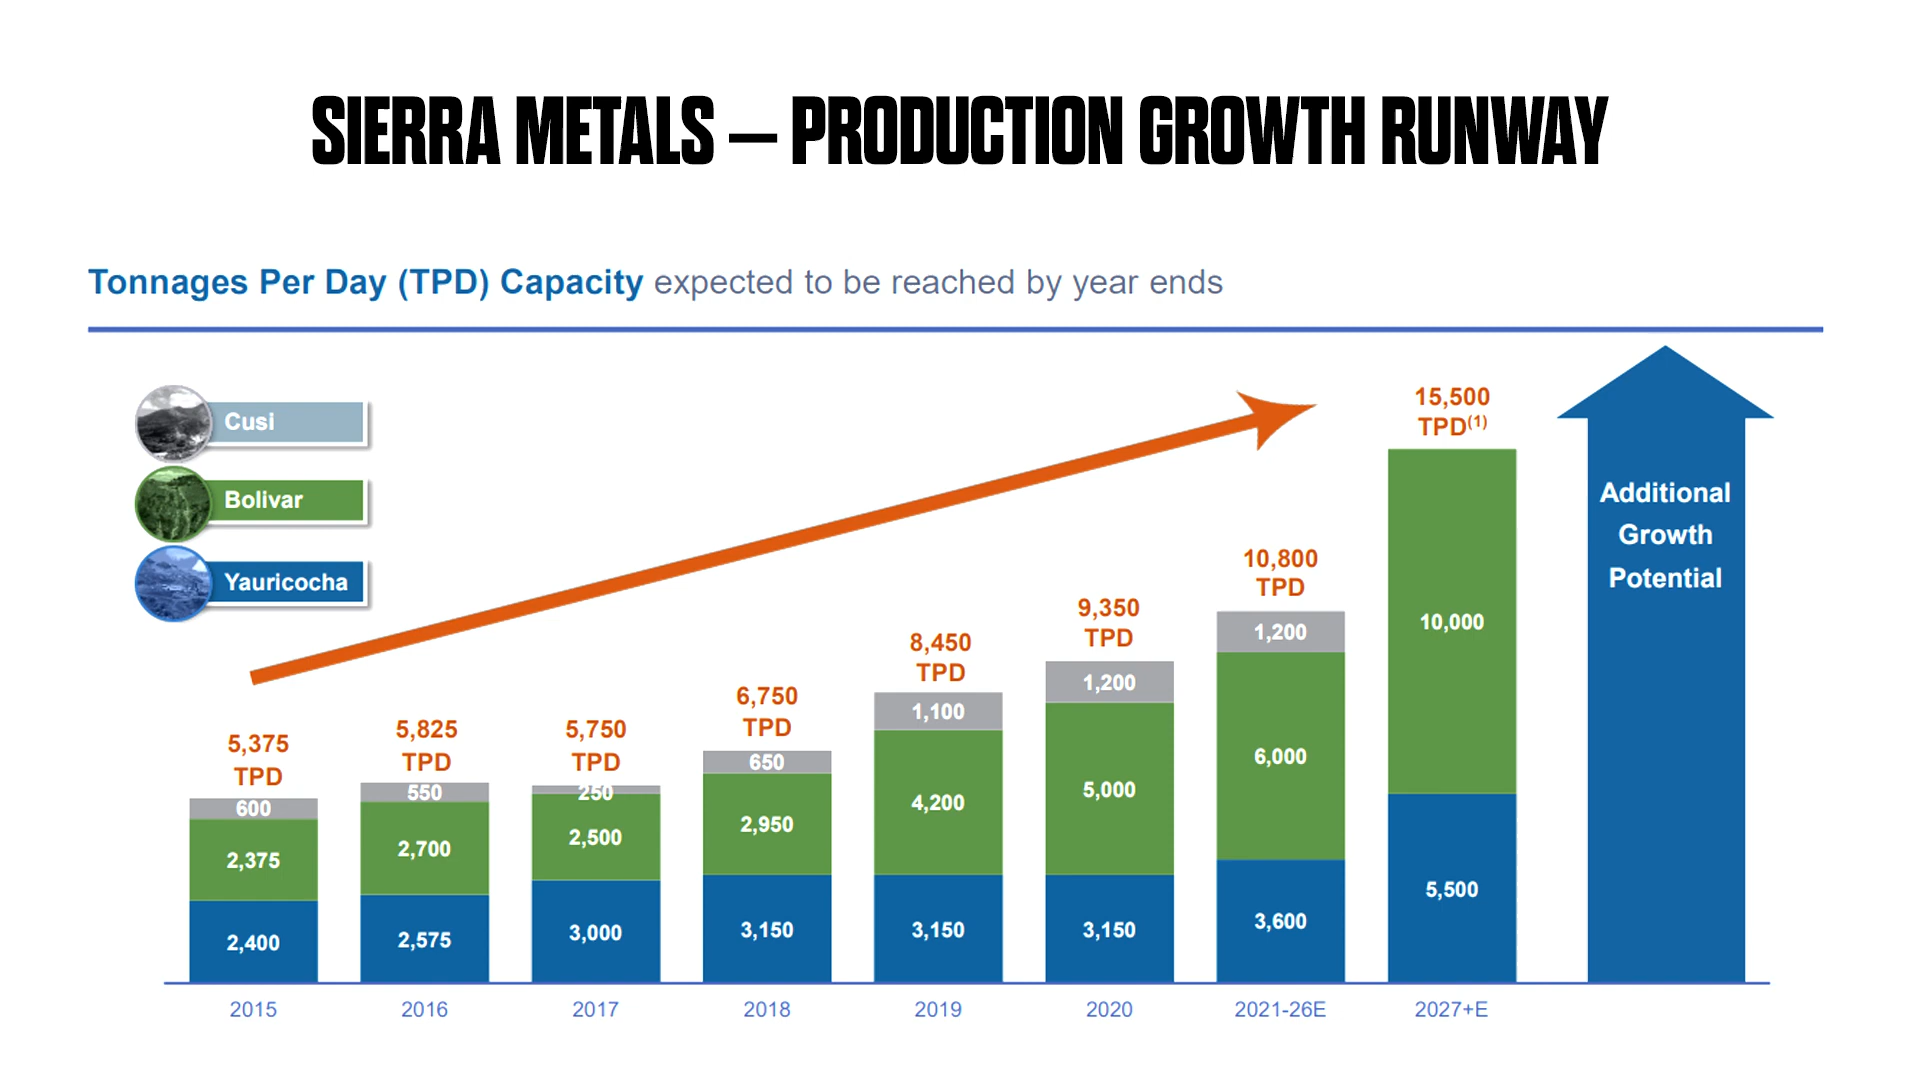 SIERRA METALS – PRODUCTION GROWTH RUNWAY
Tonnages Per Day (TPD) Capacity expected to be reached by year ends
Cusi
Bolivar
Yauricocha
5,375
TPD
600
2,375
2,400
2015
5,825
TPD
550
2,700
2,575
2016
5,750
TPD
250
2,500
3,000
2017
6,750
TPD
650
2,950
3,150
2018
8,450
TPD
1,100
4,200
3,150
2019
9,350
TPD
1,200
5,000
3,150
2020
10,800
TPD
1,200
6,000
3,600
2021-26E
15,500
TPD(1)
10,000
5,500
2027+E
Additional
Growth
Potential